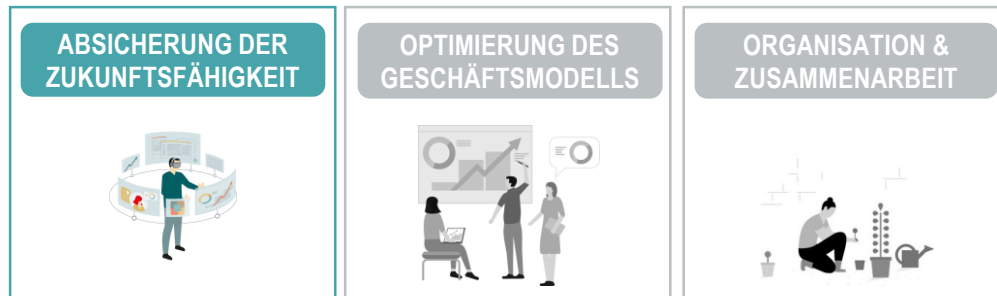 ABSICHERUNG DER
ZUKUNFTSFÄHIGKEIT
OPTIMIERUNG DES
GESCHÄFTSMODELLS
ORGANISATION &
ZUSAMMENARBEIT